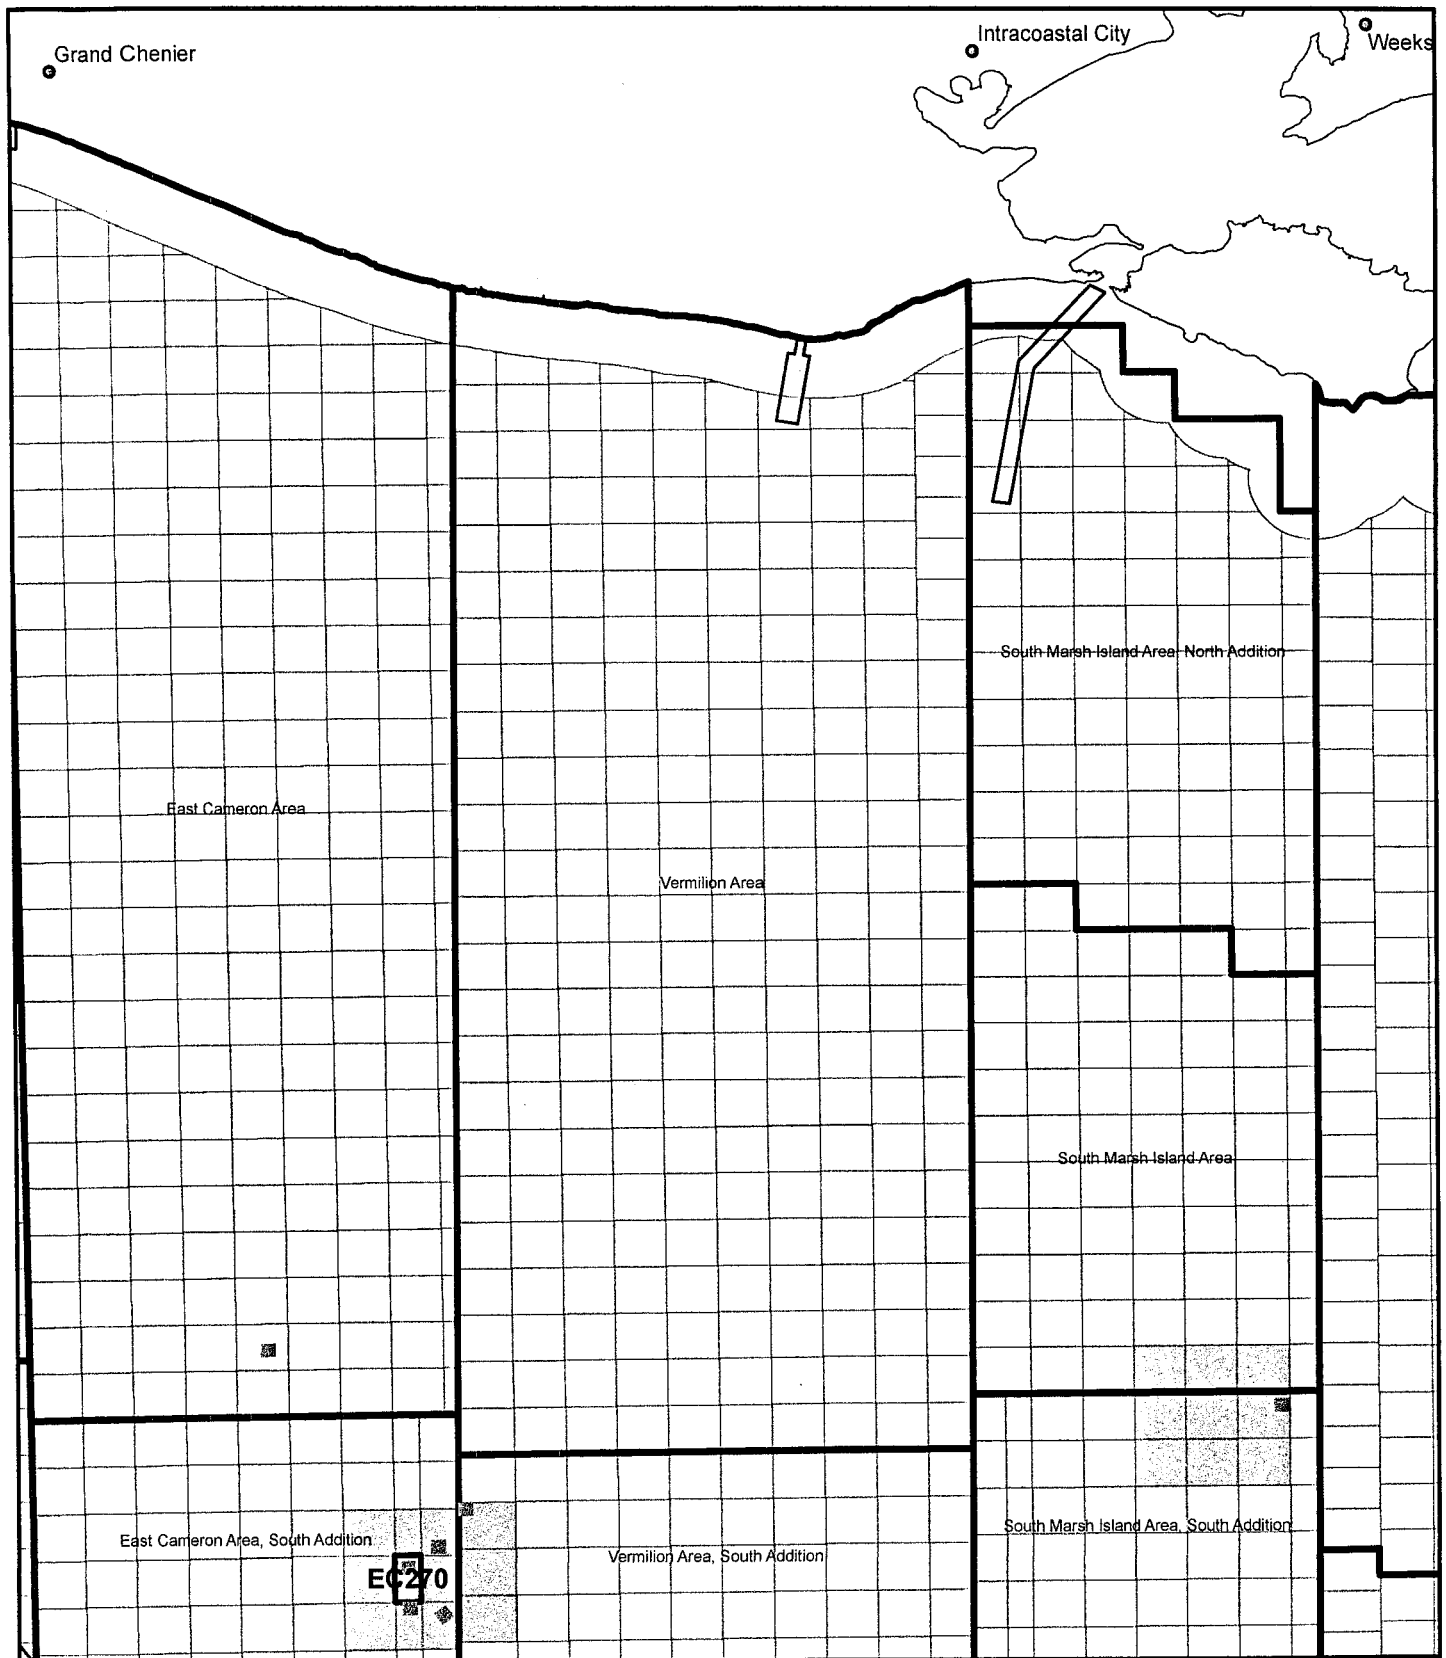 Grand Chenier
Intracoastal City
Weeks
South Marsh Island Area, North Addition
East Cameron Area
Vermilion Area
South Marsh Island Area
East Cameron Area, South Addition
Vermilion Area, South Addition
South Marsh Island Area, South Addition
EC270